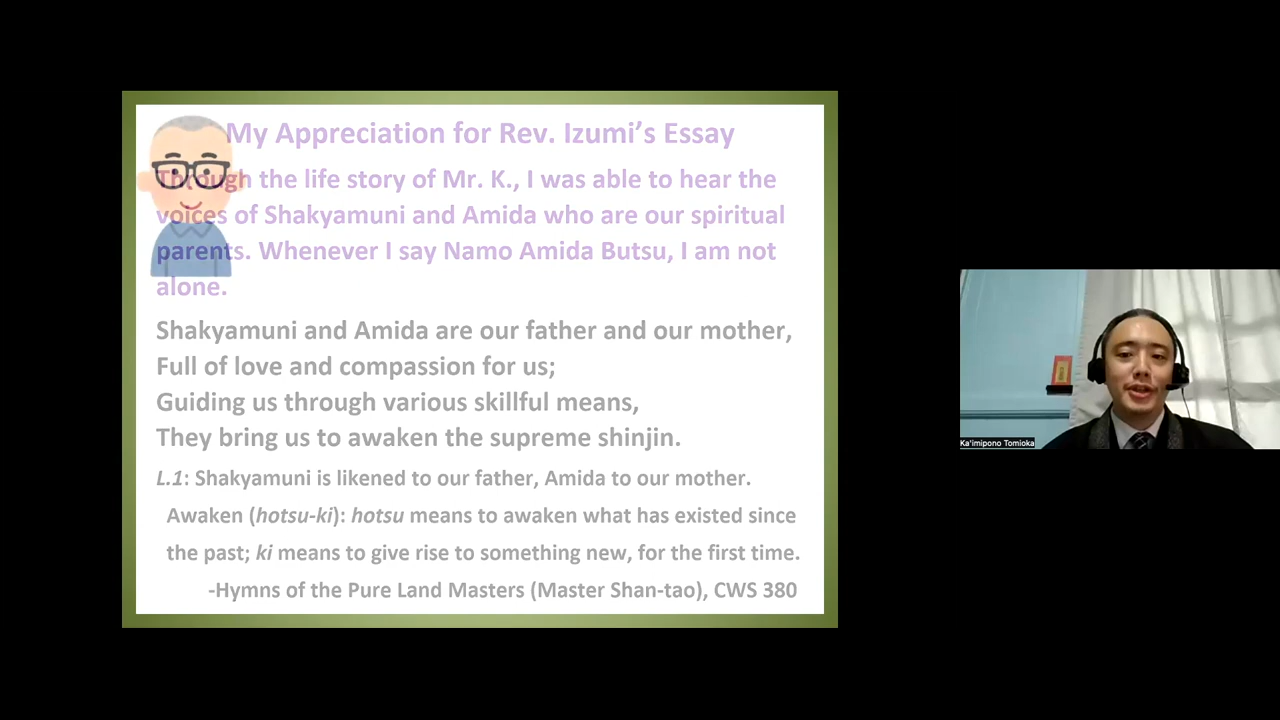 My Appreciation for Rev. Izumi’s Essay
Through the life story of Mr. K., I was able to hear the
voices of Shakyamuni and Amida who are our spiritual
parents. Whenever I say Namo Amida Butsu, I am not
alone.
Shakyamuni and Amida are our father and our mother,
Full of love and compassion for us;
Guiding us through various skillful means,
They bring us to awaken the supreme shinjin.
L.1: Shakyamuni is likened to our father, Amida to our mother.
Awaken (hotsu-ki): hotsu means to awaken what has existed since
the past; ki means to give rise to something new, for the first time.
-Hymns of the Pure Land Masters (Master Shan-tao), CWS 380
Ka'imipono Tomioka